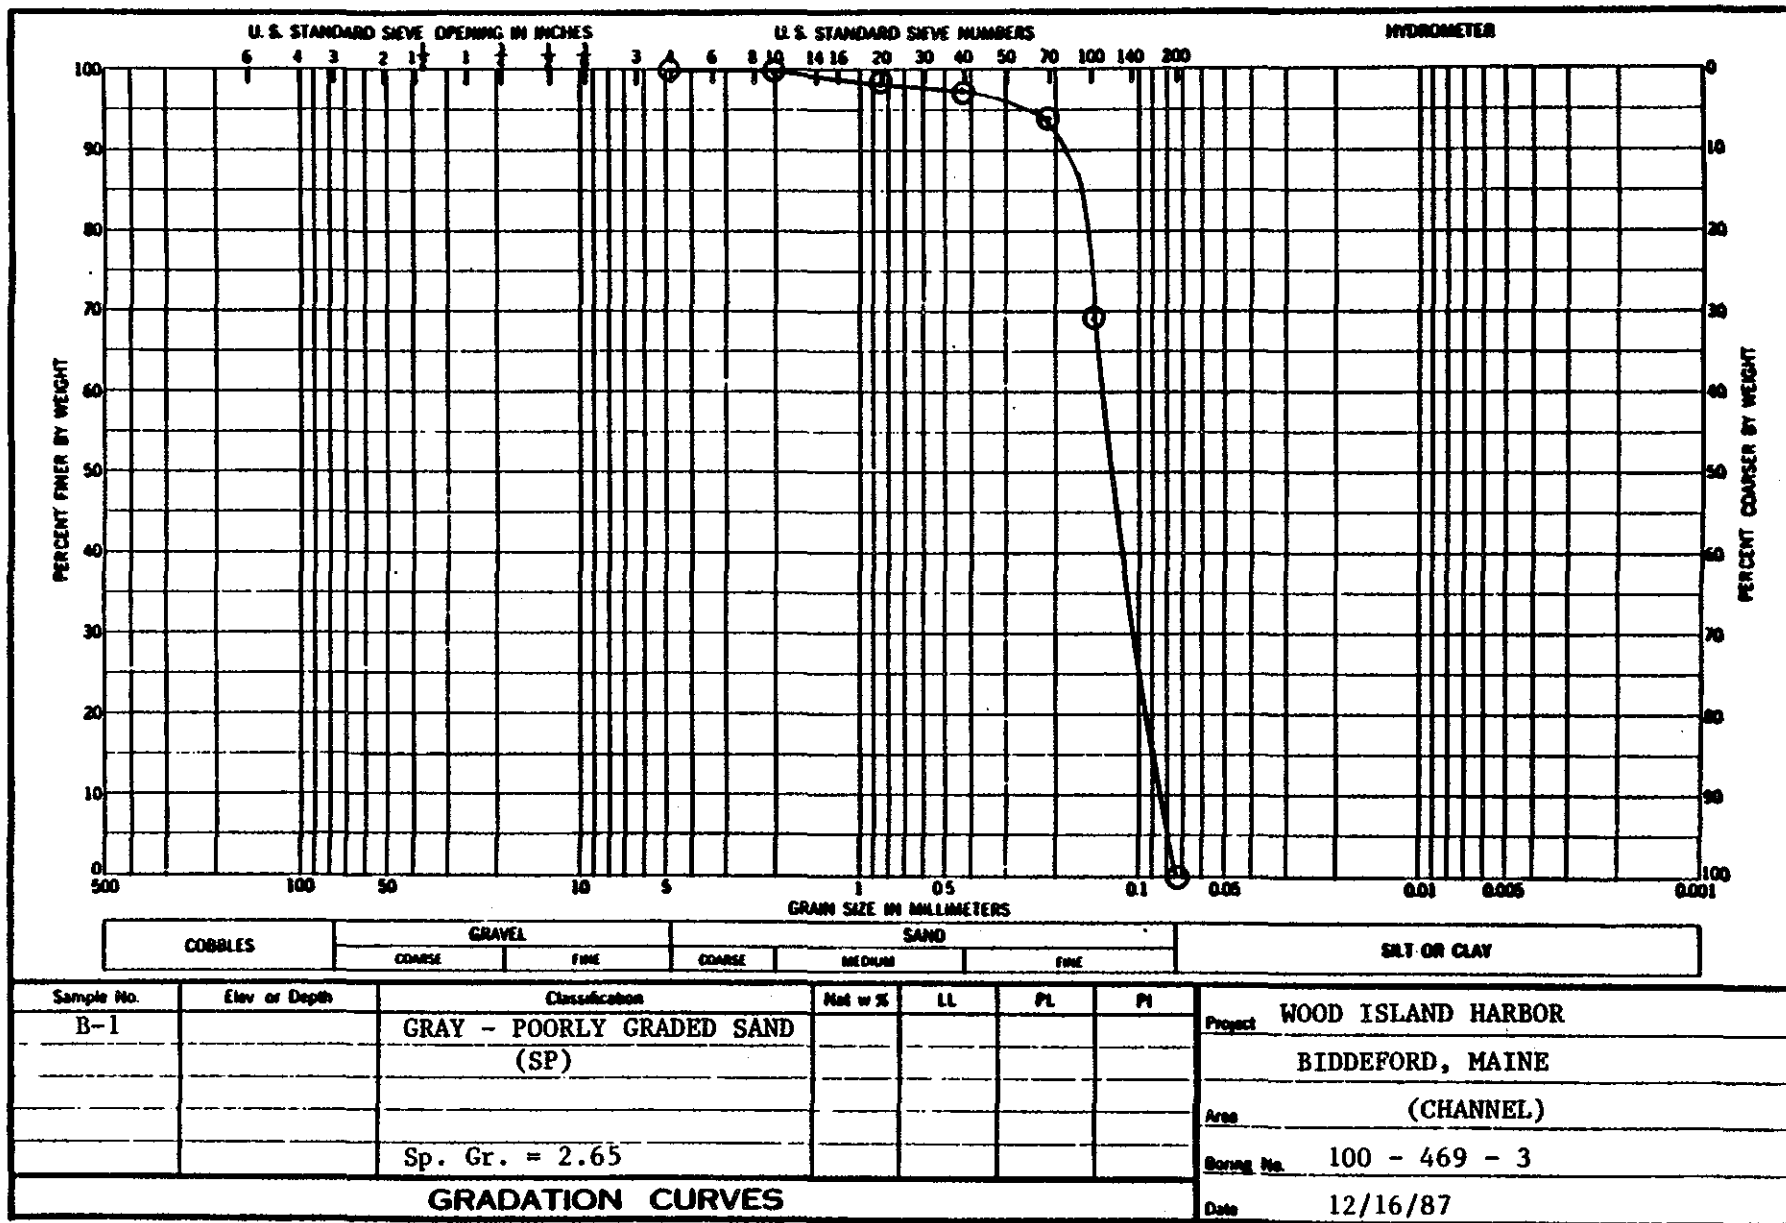 U. S. STANDARD SIEVE OPENING IN INCHES
U. S. STANDARD SIEVE NUMBERS
HYDROMETER
6 4 3 2 1½ 1 3 4 6 8 10 14 16 20 30 40 50 70 100 140 200
100 90 80 70 60 50 40 30 20 10 0
PERCENT FINER BY WEIGHT
0 10 20 30 40 50 60 70 80 90 100
PERCENT COARSER BY WEIGHT
500 100 50 10 5 1 0.5 0.1 0.05 0.01 0.005 0.001
GRAIN SIZE IN MILLIMETERS
COBBLES GRAVEL SAND SILT OR CLAY
COARSE FINE COARSE MEDIUM FINE
Sample No. Elev or Depth Classification Nat w % LL PL PI
B-1 GRAY - POORLY GRADED SAND
(SP)
Sp. Gr. = 2.65
GRADATION CURVES
Project WOOD ISLAND HARBOR
BIDDEFORD, MAINE
Area (CHANNEL)
Boring No. 100 - 469 - 3
Date 12/16/87